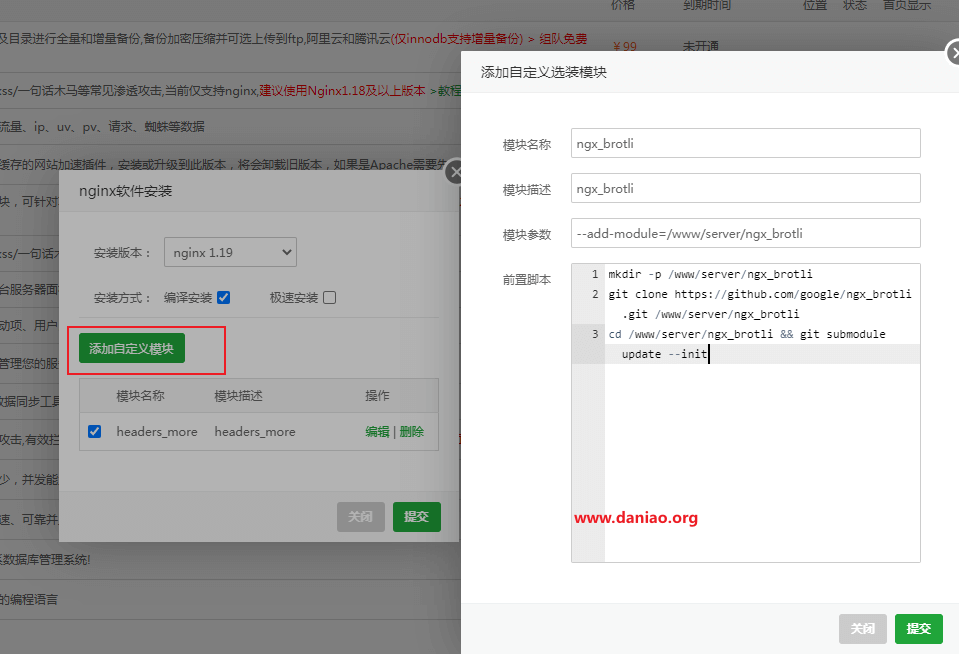 价格 到期时间 位置 状态 首页显示
及目录进行全量和增量备份,备份加密压缩并可选上传到ftp,阿里云和腾讯云(仅innodb支持增量备份) > 组队免费
￥99 未开通
css/一句话木马等常见渗透攻击,当前仅支持nginx,建议使用Nginx1.18及以上版本 >教程
流量、ip、uv、pv、请求、蜘蛛等数据
缓存的网站加速插件，安装或升级到此版本，将会卸载旧版本，如果是Apache需要
块，可针对
css/一句话
台服务器面
动项、用户
管理您的服
数据同步工具
攻击,有效拦
少，并发能
速、可靠并
数据库管理系统!
的编程语言
nginx软件安装
安装版本： nginx 1.19
安装方式： 编译安装 极速安装
添加自定义模块
模块名称 模块描述 操作
headers_more headers_more 编辑 | 删除
关闭 提交
添加自定义选装模块
模块名称 ngx_brotli
模块描述 ngx_brotli
模块参数 --add-module=/www/server/ngx_brotli
前置脚本
1 mkdir -p /www/server/ngx_brotli
2 git clone https://github.com/google/ngx_brotli
.git /www/server/ngx_brotli
3 cd /www/server/ngx_brotli && git submodule
update --init
www.daniao.org
关闭 提交